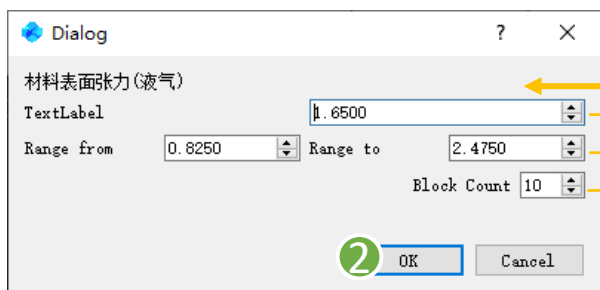 Dialog ? ×
材料表面张力(液气)
TextLabel 1.6500
Range from 0.8250 Range to 2.4750
Block Count 10
2 OK Cancel